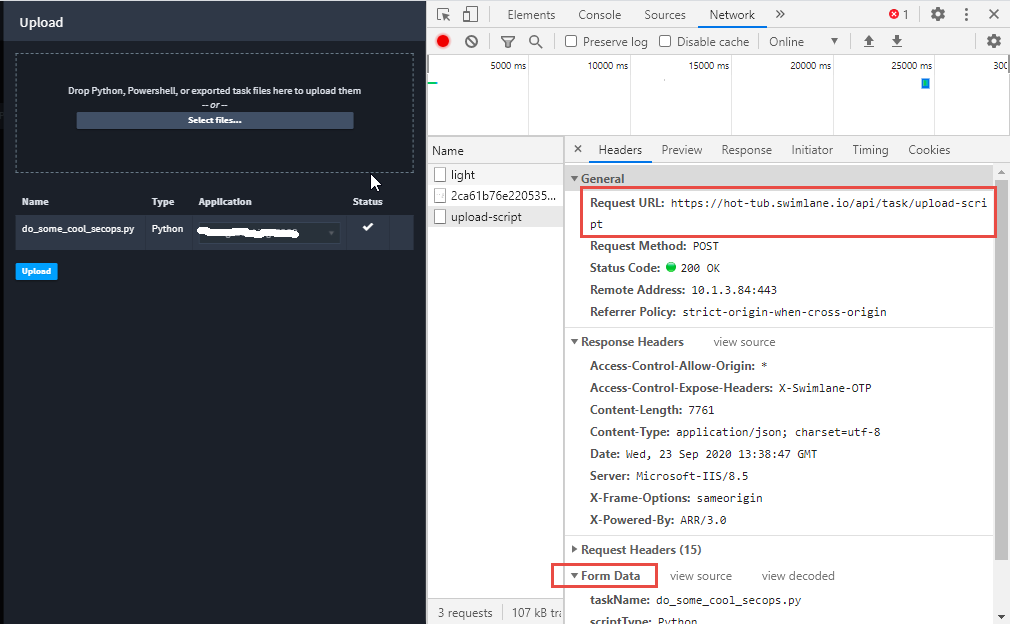 Upload
Drop Python, Powershell, or exported task files here to upload them
-- or --
Select files...
Name Type Application Status
do_some_cool_secops.py Python
Upload
Elements Console Sources Network 1
Preserve log Disable cache Online
5000 ms 10000 ms 15000 ms 20000 ms 25000 ms 300
Name
light
2ca61b76e220535...
upload-script
3 requests 107 kB tra
Headers Preview Response Initiator Timing Cookies
General
Request URL: https://hot-tub.swimlane.io/api/task/upload-scri
pt
Request Method: POST
Status Code: 200 OK
Remote Address: 10.1.3.84:443
Referrer Policy: strict-origin-when-cross-origin
Response Headers view source
Access-Control-Allow-Origin: *
Access-Control-Expose-Headers: X-Swimlane-OTP
Content-Length: 7761
Content-Type: application/json; charset=utf-8
Date: Wed, 23 Sep 2020 13:38:47 GMT
Server: Microsoft-IIS/8.5
X-Frame-Options: sameorigin
X-Powered-By: ARR/3.0
Request Headers (15)
Form Data view source view decoded
taskName: do_some_cool_secops.py
scriptType: Python